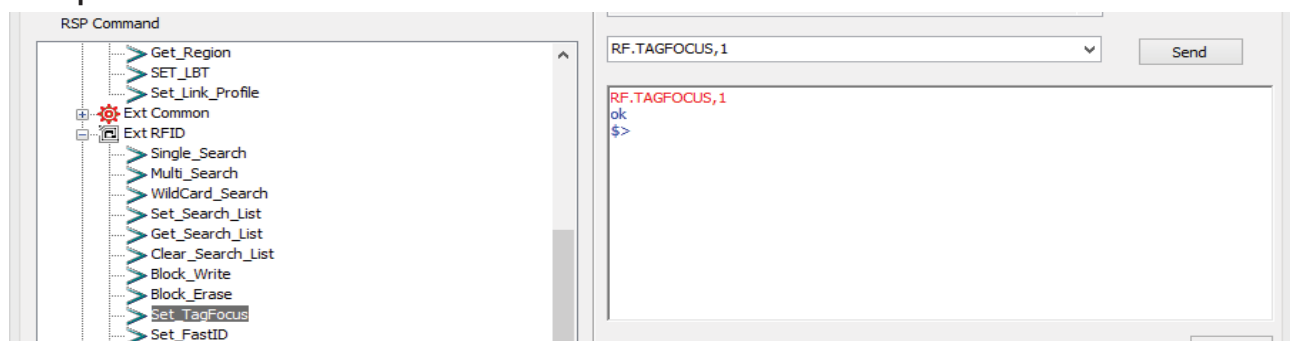 RSP Command
Get_Region
SET_LBT
Set_Link_Profile
Ext Common
Ext RFID
Single_Search
Multi_Search
WildCard_Search
Set_Search_List
Get_Search_List
Clear_Search_List
Block_Write
Block_Erase
Set_TagFocus
Set_FastID
RF.TAGFOCUS,1
Send
RF.TAGFOCUS,1
ok
$>